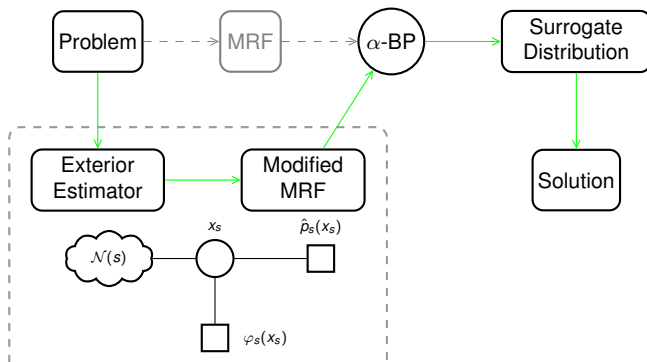 Problem
MRF
α-BP
Surrogate
Distribution
Exterior
Estimator
Modified
MRF
Solution
x_s
p̂_s(x_s)
𝒩(s)
φ_s(x_s)